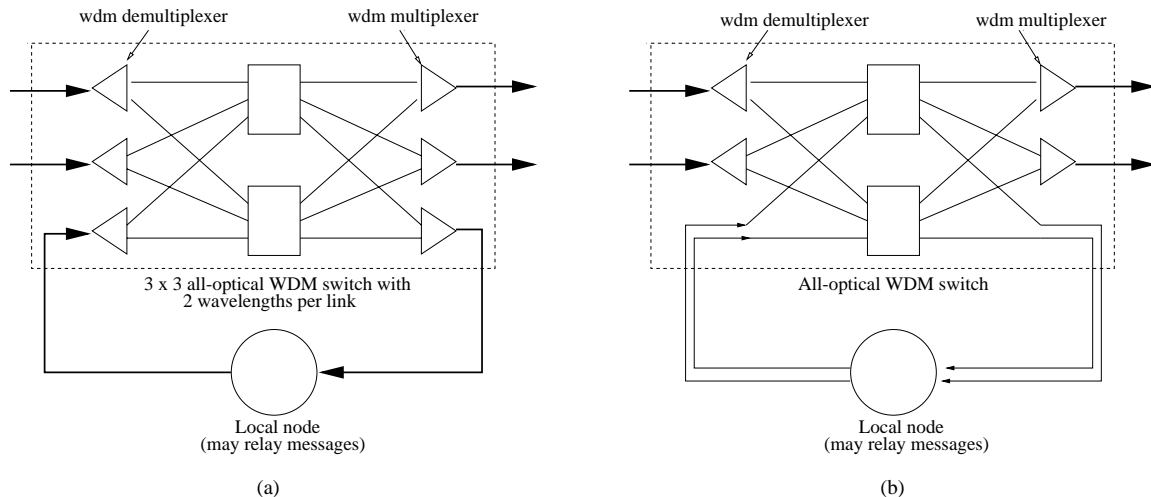 wdm demultiplexer
wdm multiplexer
3 x 3 all-optical WDM switch with
2 wavelengths per link
Local node
(may relay messages)
(a)
wdm demultiplexer
wdm multiplexer
All-optical WDM switch
Local node
(may relay messages)
(b)